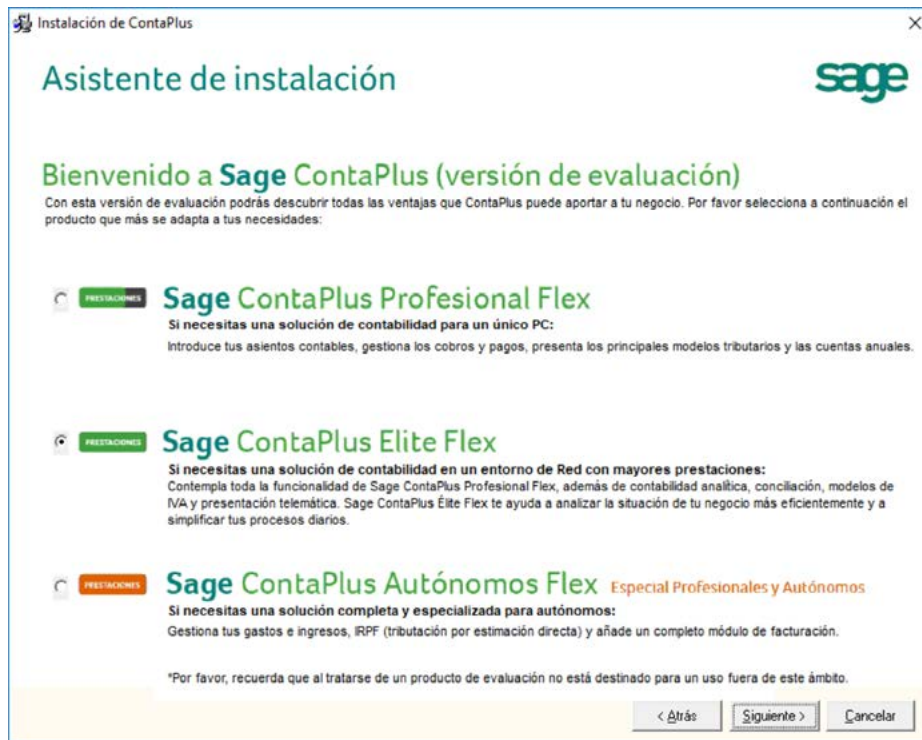 Instalación de ContaPlus
Asistente de instalación
sage
Bienvenido a Sage ContaPlus (versión de evaluación)
Con esta versión de evaluación podrás descubrir todas las ventajas que ContaPlus puede aportar a tu negocio. Por favor selecciona a continuación el
producto que más se adapta a tus necesidades:
PRESTACIONES
Sage ContaPlus Profesional Flex
Si necesitas una solución de contabilidad para un único PC:
Introduce tus asientos contables, gestiona los cobros y pagos, presenta los principales modelos tributarios y las cuentas anuales.
PRESTACIONES
Sage ContaPlus Elite Flex
Si necesitas una solución de contabilidad en un entorno de Red con mayores prestaciones:
Contempla toda la funcionalidad de Sage ContaPlus Profesional Flex, además de contabilidad analítica, conciliación, modelos de
IVA y presentación telemática. Sage ContaPlus Élite Flex te ayuda a analizar la situación de tu negocio más eficientemente y a
simplificar tus procesos diarios.
PRESTACIONES
Sage ContaPlus Autónomos Flex Especial Profesionales y Autónomos
Si necesitas una solución completa y especializada para autónomos:
Gestiona tus gastos e ingresos, IRPF (tributación por estimación directa) y añade un completo módulo de facturación.
*Por favor, recuerda que al tratarse de un producto de evaluación no está destinado para un uso fuera de este ámbito.
< Atrás
Siguiente >
Cancelar